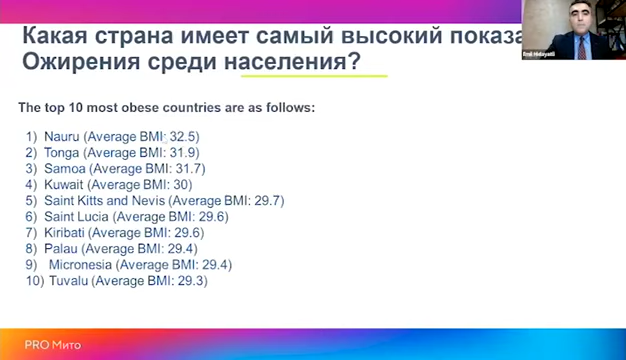 Какая страна имеет самый высокий показа
Ожирения среди населения?
Emil Hidayatli
The top 10 most obese countries are as follows:
1) Nauru (Average BMI: 32.5)
2) Tonga (Average BMI: 31.9)
3) Samoa (Average BMI: 31.7)
4) Kuwait (Average BMI: 30)
5) Saint Kitts and Nevis (Average BMI: 29.7)
6) Saint Lucia (Average BMI: 29.6)
7) Kiribati (Average BMI: 29.6)
8) Palau (Average BMI: 29.4)
9) Micronesia (Average BMI: 29.4)
10) Tuvalu (Average BMI: 29.3)
PRO Мито